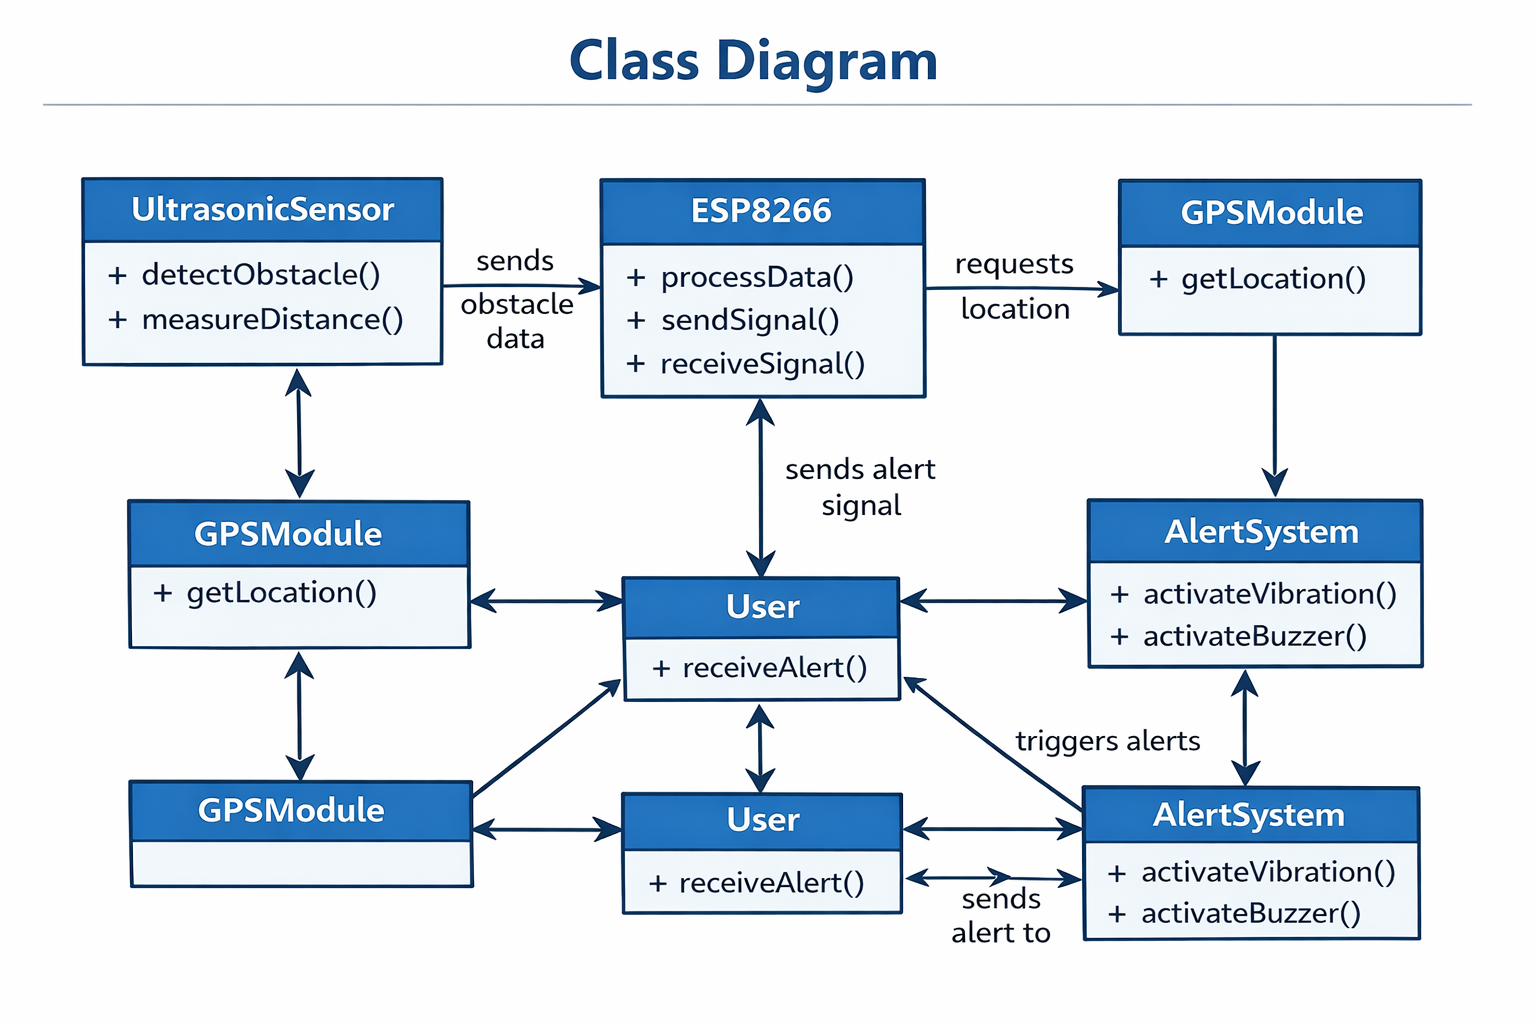 Class Diagram
UltrasonicSensor
+ detectObstacle()
+ measureDistance()
sends
obstacle
data
ESP8266
+ processData()
+ sendSignal()
+ receiveSignal()
requests
location
GPSModule
+ getLocation()
sends alert
signal
GPSModule
+ getLocation()
User
+ receiveAlert()
AlertSystem
+ activateVibration()
+ activateBuzzer()
triggers alerts
GPSModule
User
+ receiveAlert()
sends
alert to
AlertSystem
+ activateVibration()
+ activateBuzzer()